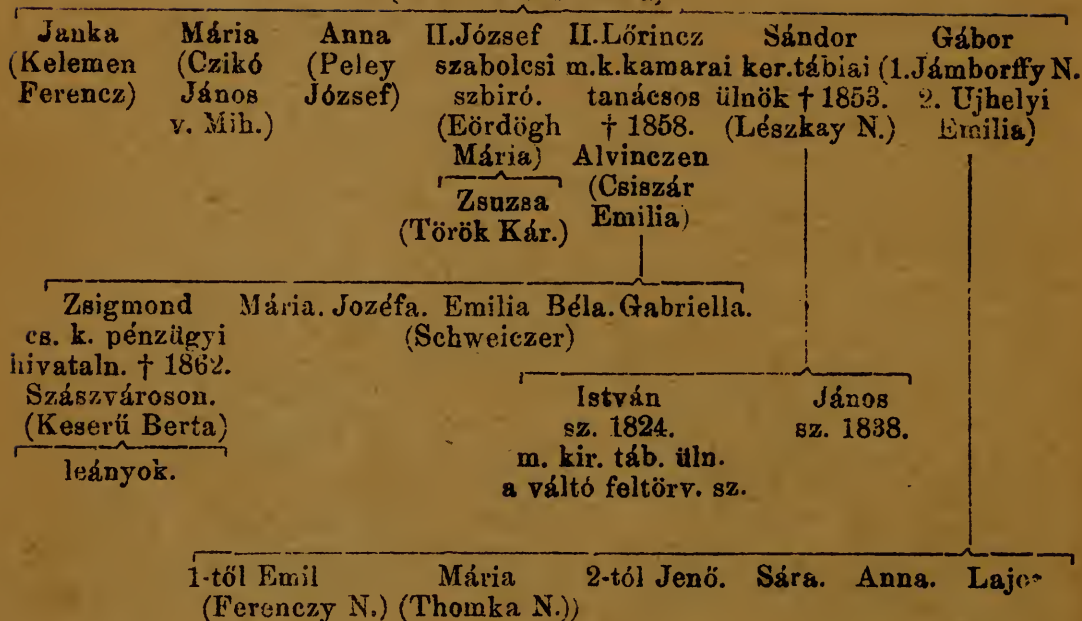 Janka Mária Anna II.József II.Lőrincz Sándor Gábor
(Kelemen (Czikó (Peley szabolcsi m.k.kamarai ker.tábiai (1.Jámborffy N.
Ferencz) János József) szbiró. tanácsos ülnök † 1853. 2. Ujhelyi
v. Mih.) (Eördögh † 1858. (Lészkay N.) Emilia)
Mária) Alvinczen
Zsuzsa (Csiszár
(Török Kár.) Emilia)
Zsigmond Mária. Jozéfa. Emilia Béla. Gabriella.
cs. k. pénzügyi (Schweiczer)
hivataln. † 1862.
Szászvároson.
(Keserü Berta) István János
leányok. sz. 1824. sz. 1838.
m. kir. táb. üln.
a váltó feltörv. sz.
1-től Emil Mária 2-tól Jenő. Sára. Anna.
(Ferenczy N.) (Thomka N.))